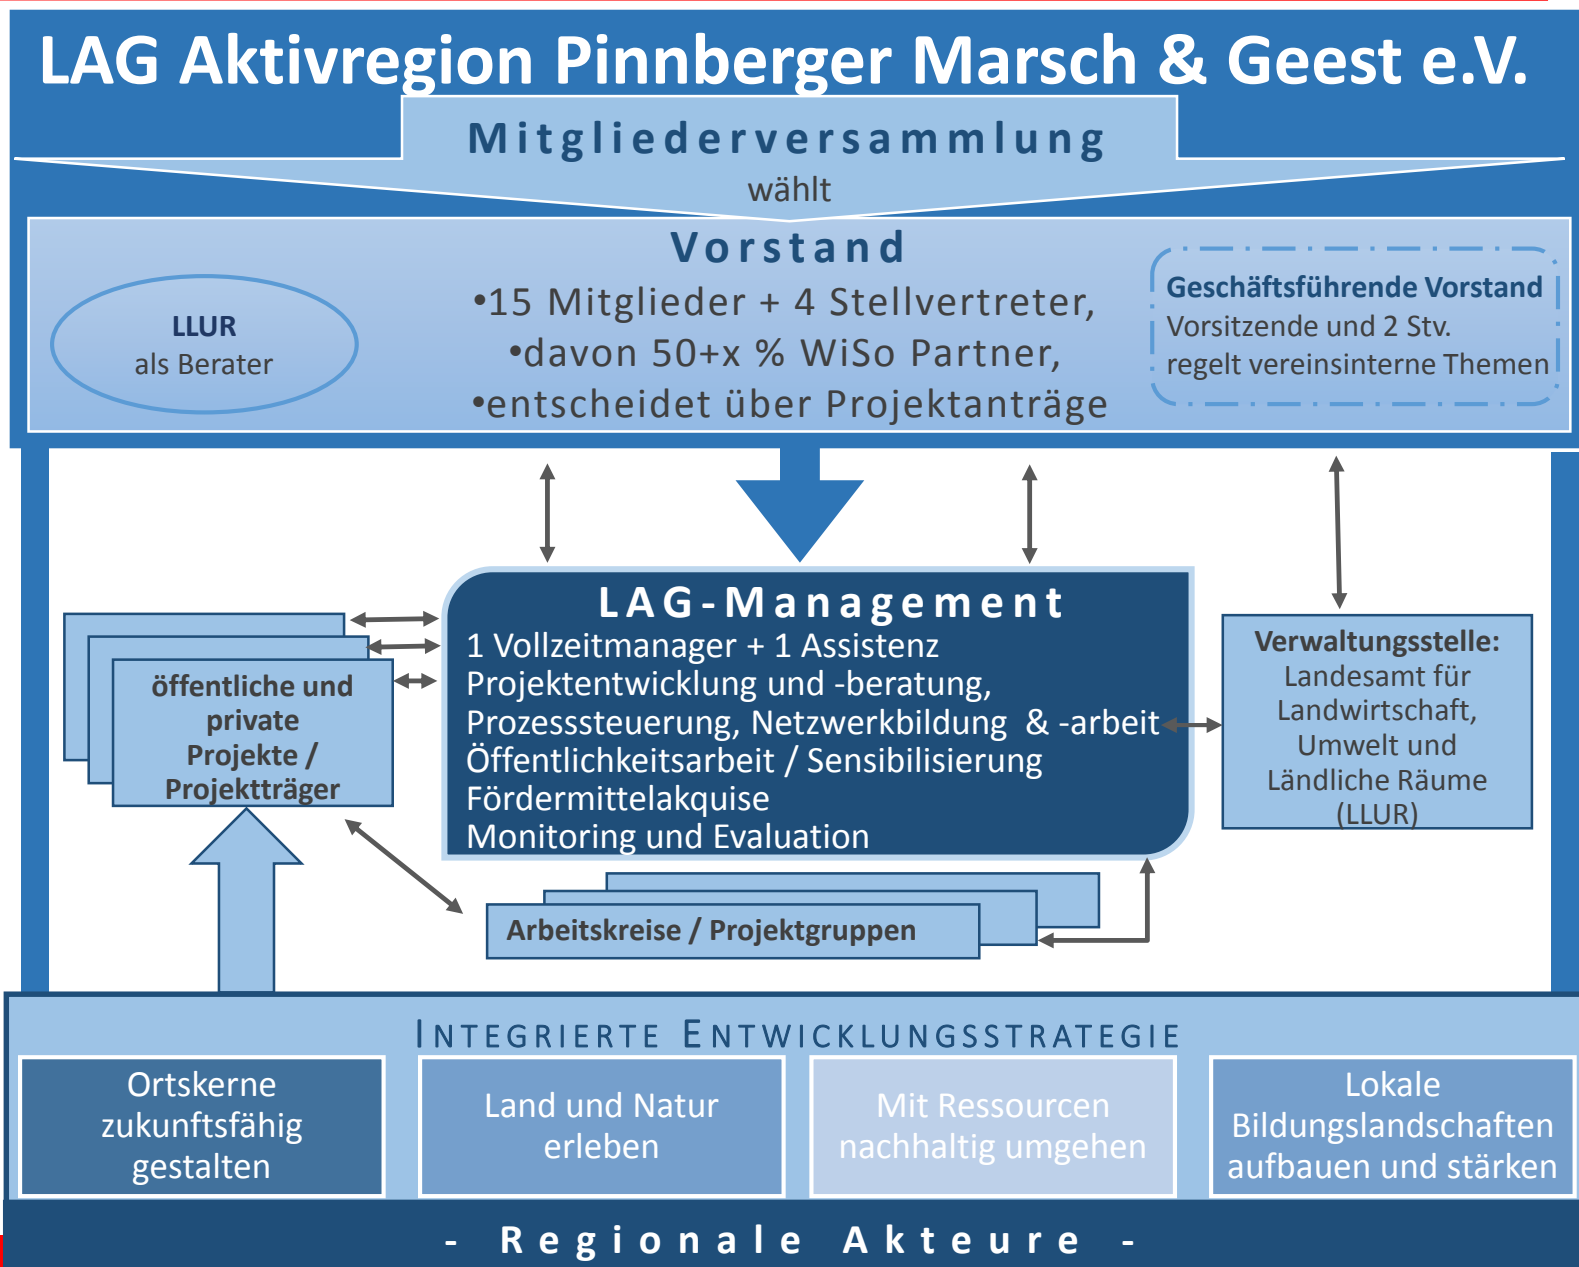 LAG Aktivregion Pinnberger Marsch & Geest e.V.
Mitgliederversammlung
wählt
Vorstand
•15 Mitglieder + 4 Stellvertreter,
•davon 50+x % WiSo Partner,
•entscheidet über Projektanträge
LLUR
als Berater
Geschäftsführende Vorstand
Vorsitzende und 2 Stv.
regelt vereinsinterne Themen
LAG-Management
1 Vollzeitmanager + 1 Assistenz
Projektentwicklung und -beratung,
Prozesssteuerung, Netzwerkbildung & -arbeit
Öffentlichkeitsarbeit / Sensibilisierung
Fördermittelakquise
Monitoring und Evaluation
öffentliche und
private
Projekte /
Projektträger
Verwaltungsstelle:
Landesamt für
Landwirtschaft,
Umwelt und
Ländliche Räume
(LLUR)
Arbeitskreise / Projektgruppen
INTEGRIERTE ENTWICKLUNGSSTRATEGIE
Ortskerne
zukunftsfähig
gestalten
Land und Natur
erleben
Mit Ressourcen
nachhaltig umgehen
Lokale
Bildungslandschaften
aufbauen und stärken
- Regionale Akteure -